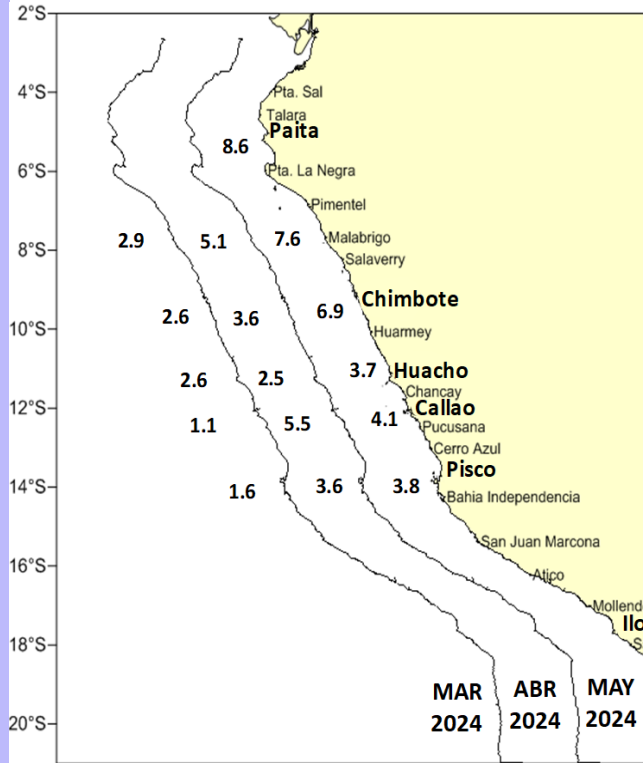 2°S
4°S
Pta. Sal
Talara
Paita
8.6
6°S
Pta. La Negra
Pimentel
2.9
5.1
7.6
Malabrigo
8°S
Salaverry
Chimbote
2.6
3.6
6.9
10°S
Huarmey
2.6
2.5
3.7
Huacho
Chancay
12°S
Callao
1.1
5.5
4.1
Pucusana
Cerro Azul
Pisco
14°S
1.6
3.6
3.8
Bahia Independencia
San Juan Marcona
16°S
Atico
Mollend
Ilo
18°S
S
MAR
2024
ABR
2024
MAY
2024
20°S